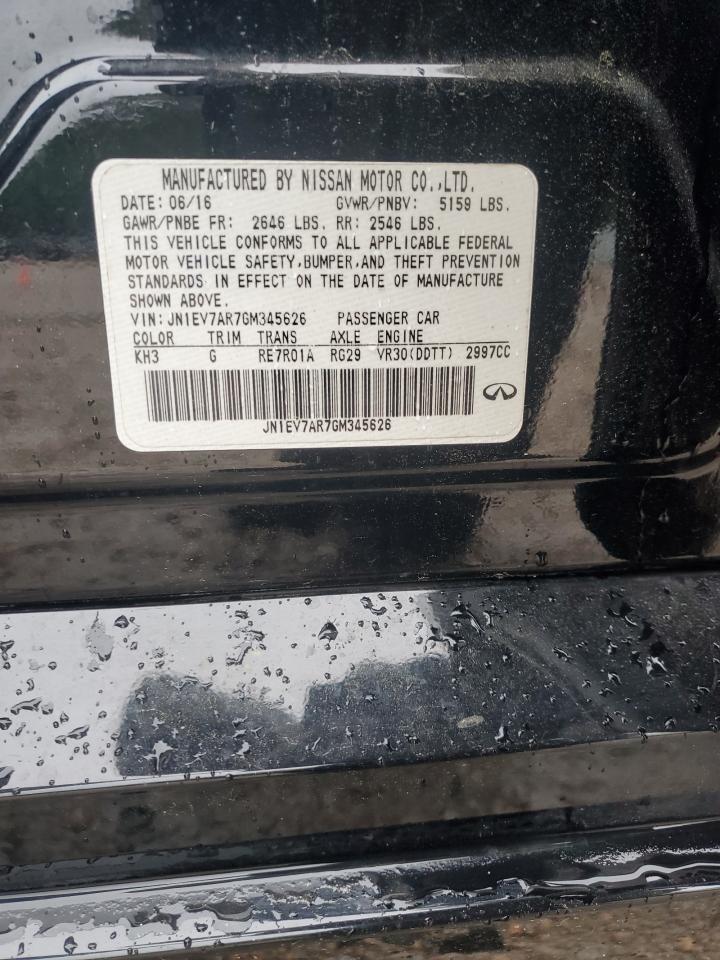 MANUFACTURED BY NISSAN MOTOR CO.,LTD.
DATE: 06/16 GVWR/PNBV: 5159 LBS.
GAWR/PNBE FR: 2646 LBS. RR: 2546 LBS.
THIS VEHICLE CONFORMS TO ALL APPLICABLE FEDERAL
MOTOR VEHICLE SAFETY,BUMPER,AND THEFT PREVENTION
STANDARDS IN EFFECT ON THE DATE OF MANUFACTURE
SHOWN ABOVE.
VIN:JN1EV7AR7GM345626 PASSENGER CAR
COLOR TRIM TRANS AXLE ENGINE
KH3 G RE7R01A RG29 VR30(DDTT) 2997CC
JN1EV7AR7GM345626